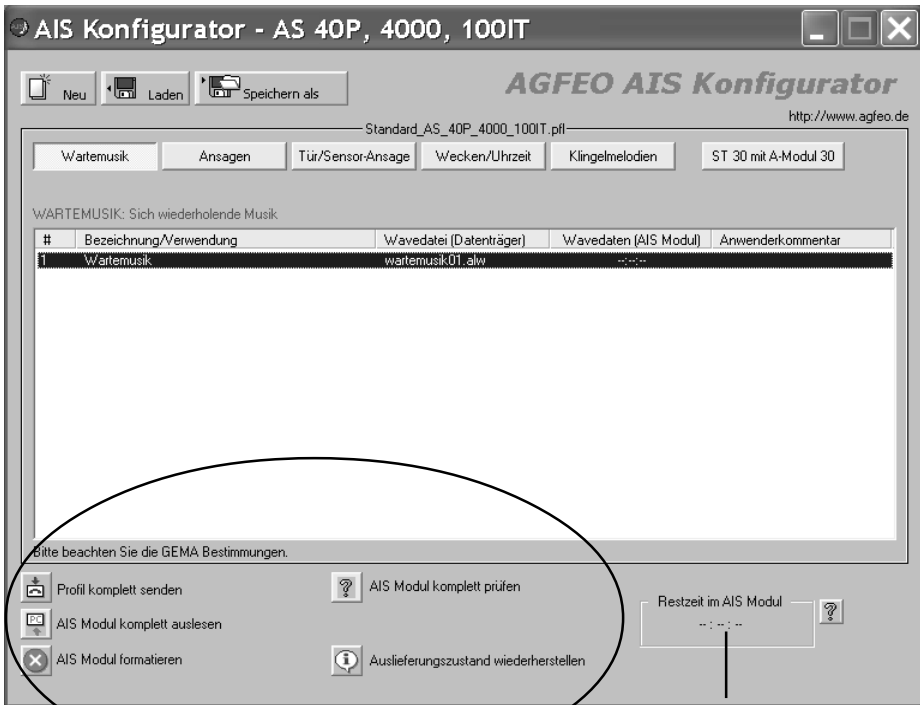 AIS Konfigurator - AS 40P, 4000, 100IT
Neu Laden Speichern als
AGFEO AIS Konfigurator
http://www.agfeo.de
Standard_AS_40P_4000_100IT.pfl
Wartemusik Ansagen Tür/Sensor-Ansage Wecken/Uhrzeit Klingelmelodien ST 30 mit A-Modul 30
WARTEMUSIK: Sich wiederholende Musik
# Bezeichnung/Verwendung Wavedatei (Datenträger) Wavedaten (AIS Modul) Anwenderkommentar
1 Wartemusik wartemusik01.alw --:--:--
Bitte beachten Sie die GEMA Bestimmungen.
Profil komplett senden ? AIS Modul komplett prüfen
Restzeit im AIS Modul ?
PC AIS Modul komplett auslesen
-- : -- : --
AIS Modul formatieren Auslieferungszustand wiederherstellen